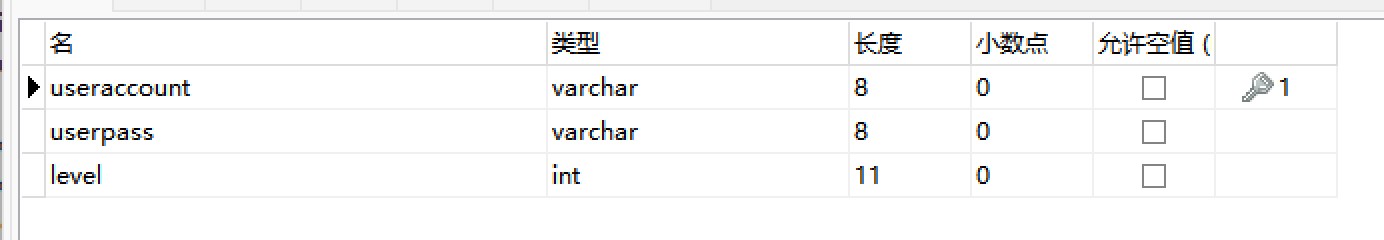 名 类型 长度 小数点 允许空值 (
useraccount varchar 8 0 1
userpass varchar 8 0
level int 11 0